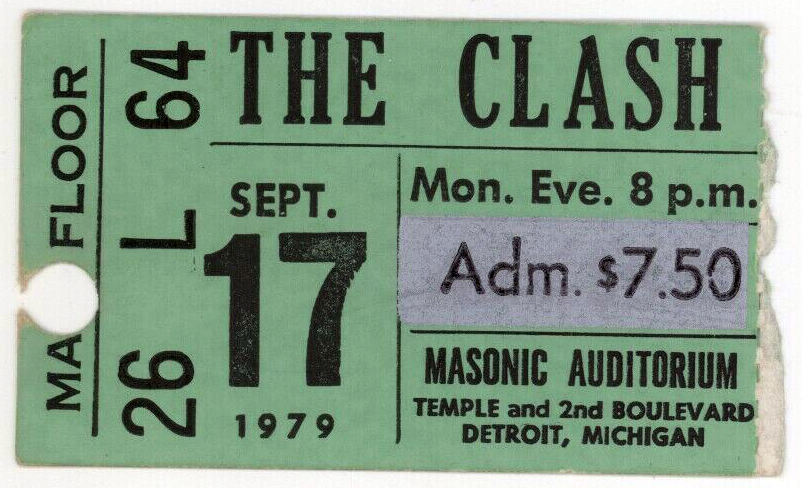 THE CLASH
Mon. Eve. 8 p.m.
Adm. $7.50
MASONIC AUDITORIUM
TEMPLE and 2nd BOULEVARD
DETROIT, MICHIGAN
SEPT.
17
1979
26 L 64
MA FLOOR